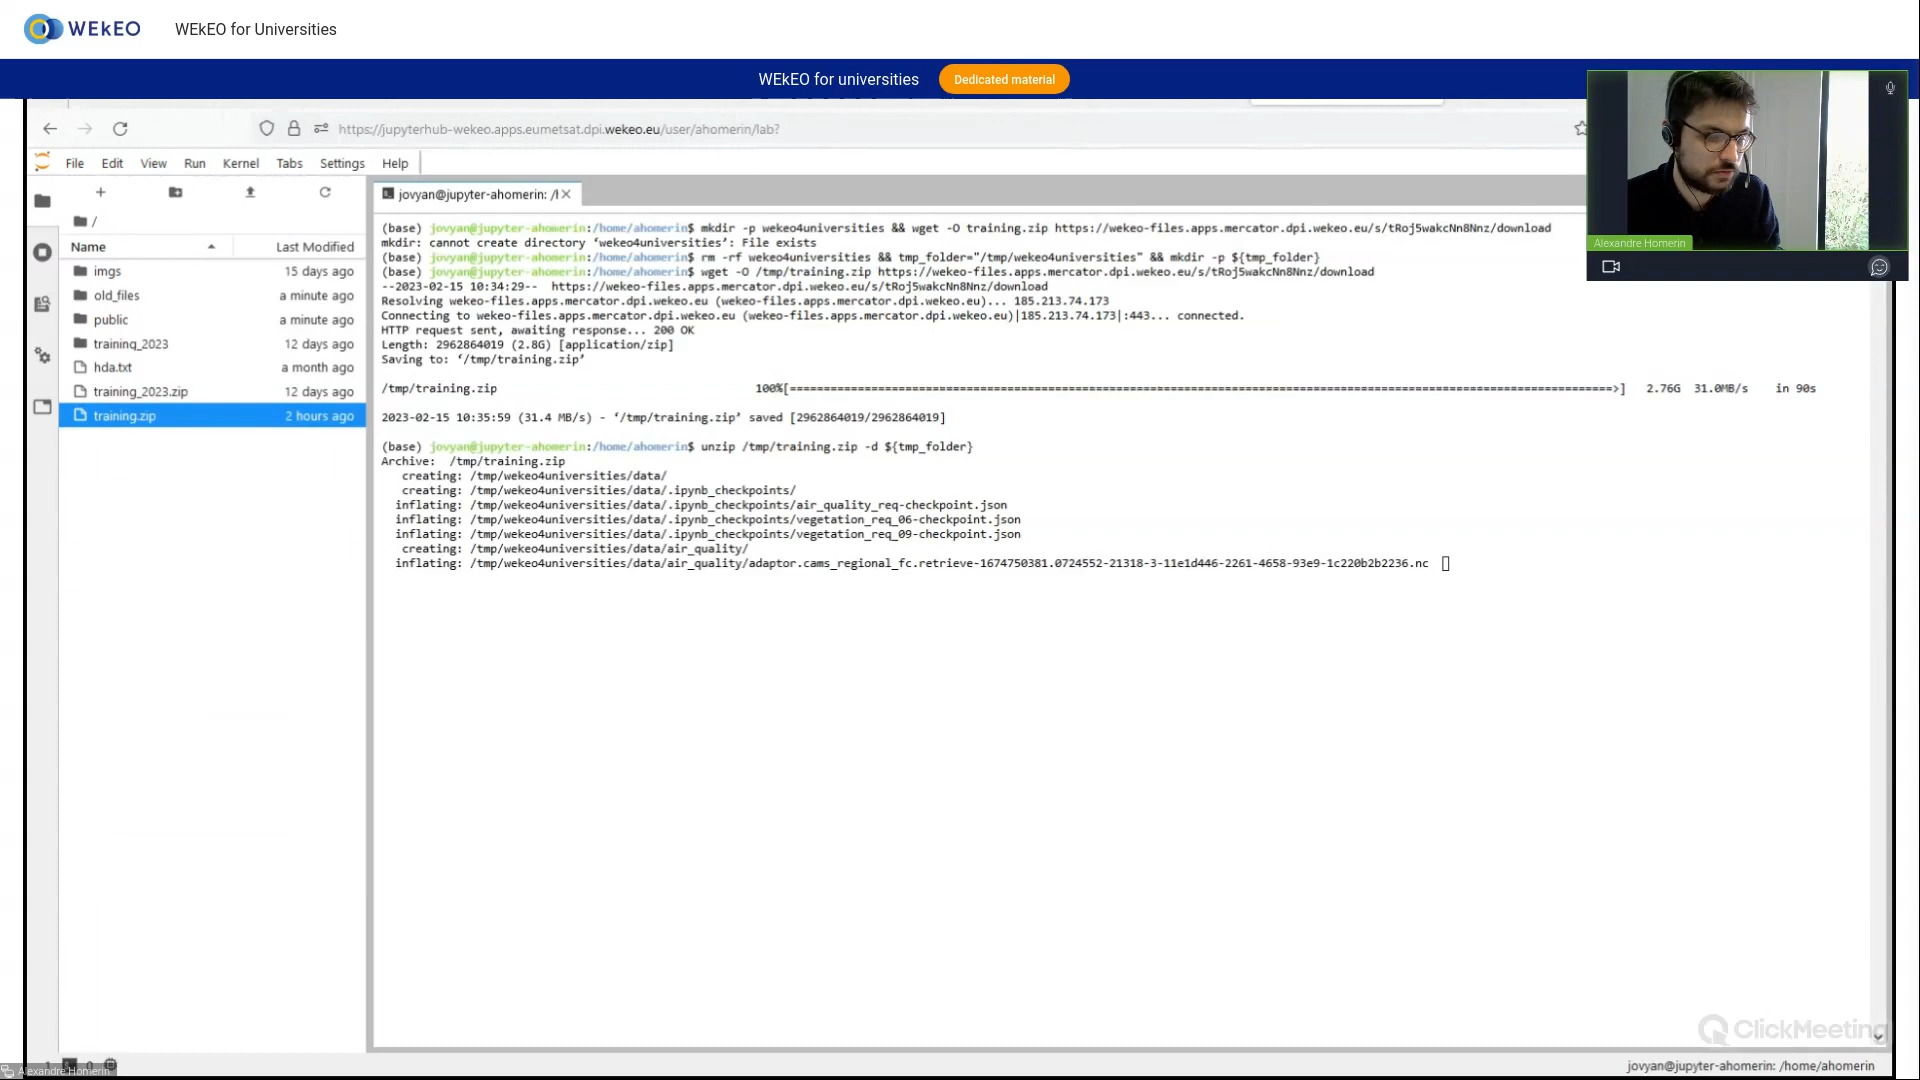 WEkEO
WEkEO for Universities
WEkEO for universities
Dedicated material
https://jupyterhub-wekeo.apps.eumetsat.dpi.wekeo.eu/user/ahomerin/lab?
File Edit View Run Kernel Tabs Settings Help
/
Name Last Modified
imgs 15 days ago
old_files a minute ago
public a minute ago
training_2023 12 days ago
hda.txt a month ago
training_2023.zip 12 days ago
training.zip 2 hours ago
jovyan@jupyter-ahomerin: /l
(base) jovyan@jupyter-ahomerin:/home/ahomerin$ mkdir -p wekeo4universities && wget -O training.zip https://wekeo-files.apps.mercator.dpi.wekeo.eu/s/tRoj5wakcNn8Nnz/download
mkdir: cannot create directory ‘wekeo4universities’: File exists
(base) jovyan@jupyter-ahomerin:/home/ahomerin$ rm -rf wekeo4universities && tmp_folder="/tmp/wekeo4universities" && mkdir -p ${tmp_folder}
(base) jovyan@jupyter-ahomerin:/home/ahomerin$ wget -O /tmp/training.zip https://wekeo-files.apps.mercator.dpi.wekeo.eu/s/tRoj5wakcNn8Nnz/download
--2023-02-15 10:34:29-- https://wekeo-files.apps.mercator.dpi.wekeo.eu/s/tRoj5wakcNn8Nnz/download
Resolving wekeo-files.apps.mercator.dpi.wekeo.eu (wekeo-files.apps.mercator.dpi.wekeo.eu)... 185.213.74.173
Connecting to wekeo-files.apps.mercator.dpi.wekeo.eu (wekeo-files.apps.mercator.dpi.wekeo.eu)|185.213.74.173|:443... connected.
HTTP request sent, awaiting response... 200 OK
Length: 2962864019 (2.8G) [application/zip]
Saving to: ‘/tmp/training.zip’
/tmp/training.zip 100%[==================================================>] 2.76G 31.0MB/s in 90s
2023-02-15 10:35:59 (31.4 MB/s) - ‘/tmp/training.zip’ saved [2962864019/2962864019]
(base) jovyan@jupyter-ahomerin:/home/ahomerin$ unzip /tmp/training.zip -d ${tmp_folder}
Archive: /tmp/training.zip
creating: /tmp/wekeo4universities/data/
creating: /tmp/wekeo4universities/data/.ipynb_checkpoints/
inflating: /tmp/wekeo4universities/data/.ipynb_checkpoints/air_quality_req-checkpoint.json
inflating: /tmp/wekeo4universities/data/.ipynb_checkpoints/vegetation_req_06-checkpoint.json
inflating: /tmp/wekeo4universities/data/.ipynb_checkpoints/vegetation_req_09-checkpoint.json
creating: /tmp/wekeo4universities/data/air_quality/
inflating: /tmp/wekeo4universities/data/air_quality/adaptor.cams_regional_fc.retrieve-1674750381.0724552-21318-3-11e1d446-2261-4658-93e9-1c220b2b2236.nc
Alexandre Homerin
ClickMeeting
jovyan@jupyter-ahomerin: /home/ahomerin
Alexandre Homerin